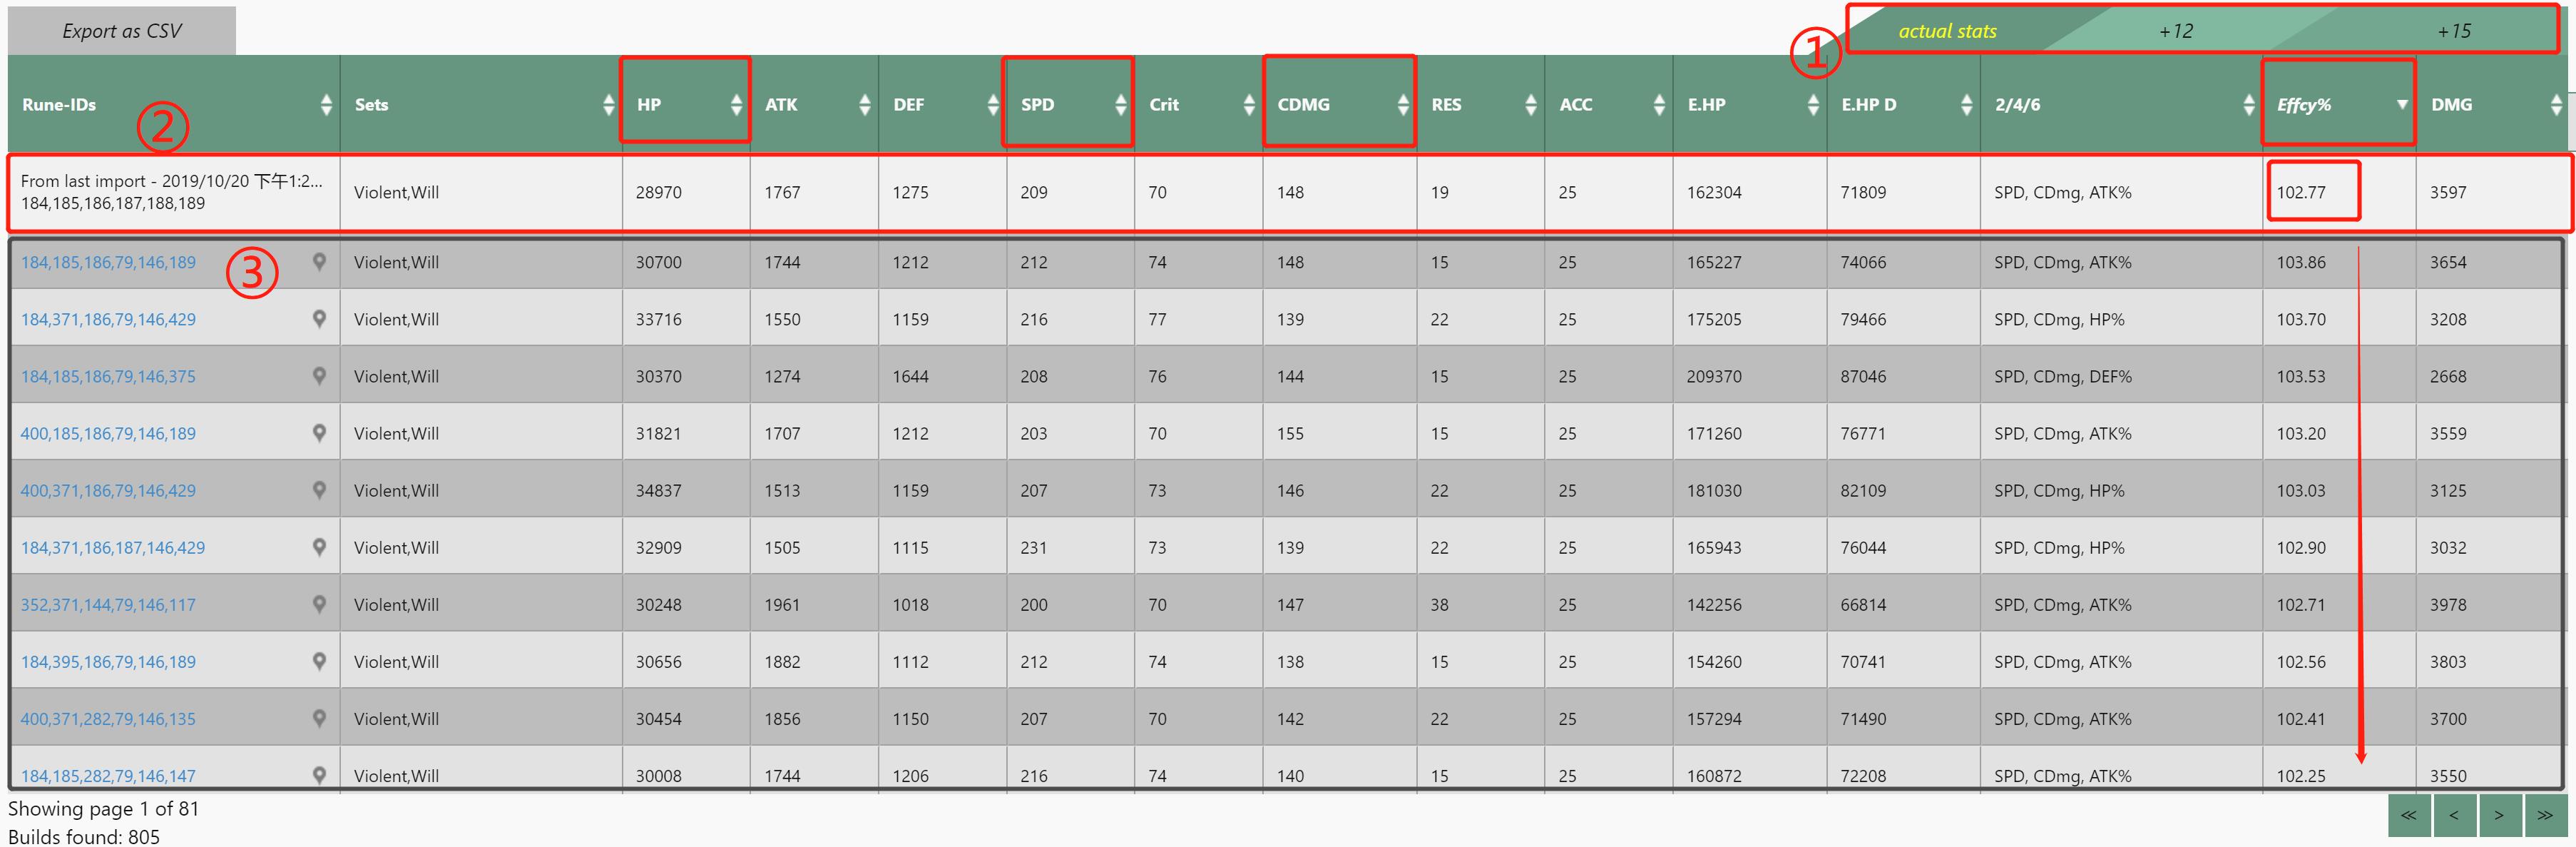 Export as CSV actual stats +12 +15
①
Rune-IDs Sets HP ATK DEF SPD Crit CDMG RES ACC E.HP E.HP D 2/4/6 Effcy% DMG
②
From last import - 2019/10/20 下午1:2...
184,185,186,187,188,189 Violent,Will 28970 1767 1275 209 70 148 19 25 162304 71809 SPD, CDmg, ATK% 102.77 3597
184,185,186,79,146,189 ③ Violent,Will 30700 1744 1212 212 74 148 15 25 165227 74066 SPD, CDmg, ATK% 103.86 3654
184,371,186,79,146,429 Violent,Will 33716 1550 1159 216 77 139 22 25 175205 79466 SPD, CDmg, HP% 103.70 3208
184,185,186,79,146,375 Violent,Will 30370 1274 1644 208 76 144 15 25 209370 87046 SPD, CDmg, DEF% 103.53 2668
400,185,186,79,146,189 Violent,Will 31821 1707 1212 203 70 155 15 25 171260 76771 SPD, CDmg, ATK% 103.20 3559
400,371,186,79,146,429 Violent,Will 34837 1513 1159 207 73 146 22 25 181030 82109 SPD, CDmg, HP% 103.03 3125
184,371,186,187,146,429 Violent,Will 32909 1505 1115 231 73 139 22 25 165943 76044 SPD, CDmg, HP% 102.90 3032
352,371,144,79,146,117 Violent,Will 30248 1961 1018 200 70 147 38 25 142256 66814 SPD, CDmg, ATK% 102.71 3978
184,395,186,79,146,189 Violent,Will 30656 1882 1112 212 74 138 15 25 154260 70741 SPD, CDmg, ATK% 102.56 3803
400,371,282,79,146,135 Violent,Will 30454 1856 1150 207 70 142 22 25 157294 71490 SPD, CDmg, ATK% 102.41 3700
184,185,282,79,146,147 Violent,Will 30008 1744 1206 216 74 140 15 25 160872 72208 SPD, CDmg, ATK% 102.25 3550
Showing page 1 of 81 << < > >>
Builds found: 805